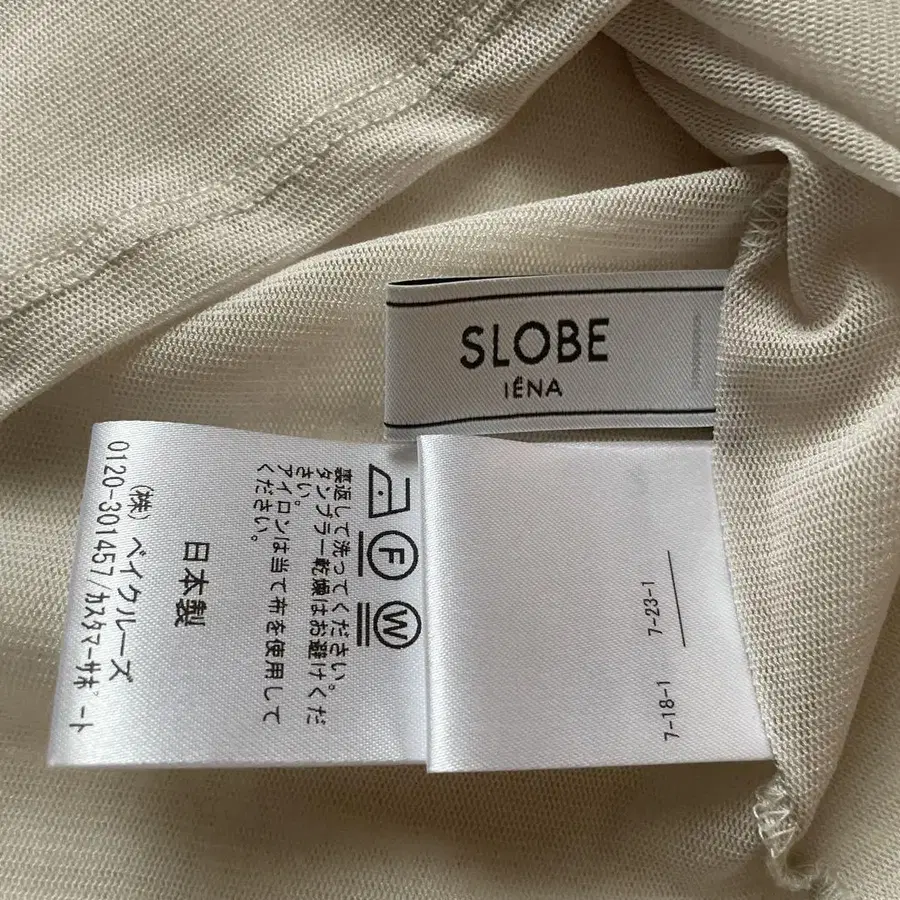 SLOBE
IËNA
F
W
裏返して洗ってください。
タンブラー乾燥はお避けくだ
さい。
アイロンは当て布を使用して
ください。
日本製
(株)ベイクルーズ
0120-301457/カスタマーサポート
7-23-1
7-18-1